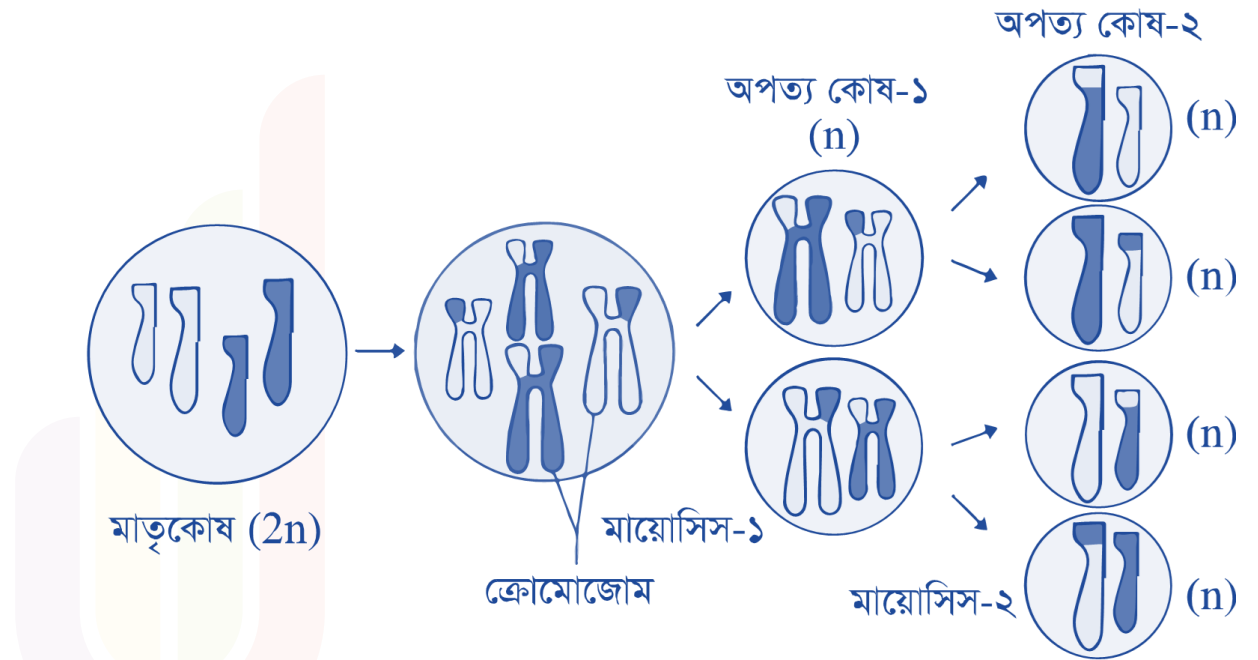 অপত্য কোষ-২
অপত্য কোষ-১
(n)
(n)
(n)
(n)
(n)
মাতৃকোষ (2n)
মায়োসিস-১
ক্রোমোজোম
মায়োসিস-২